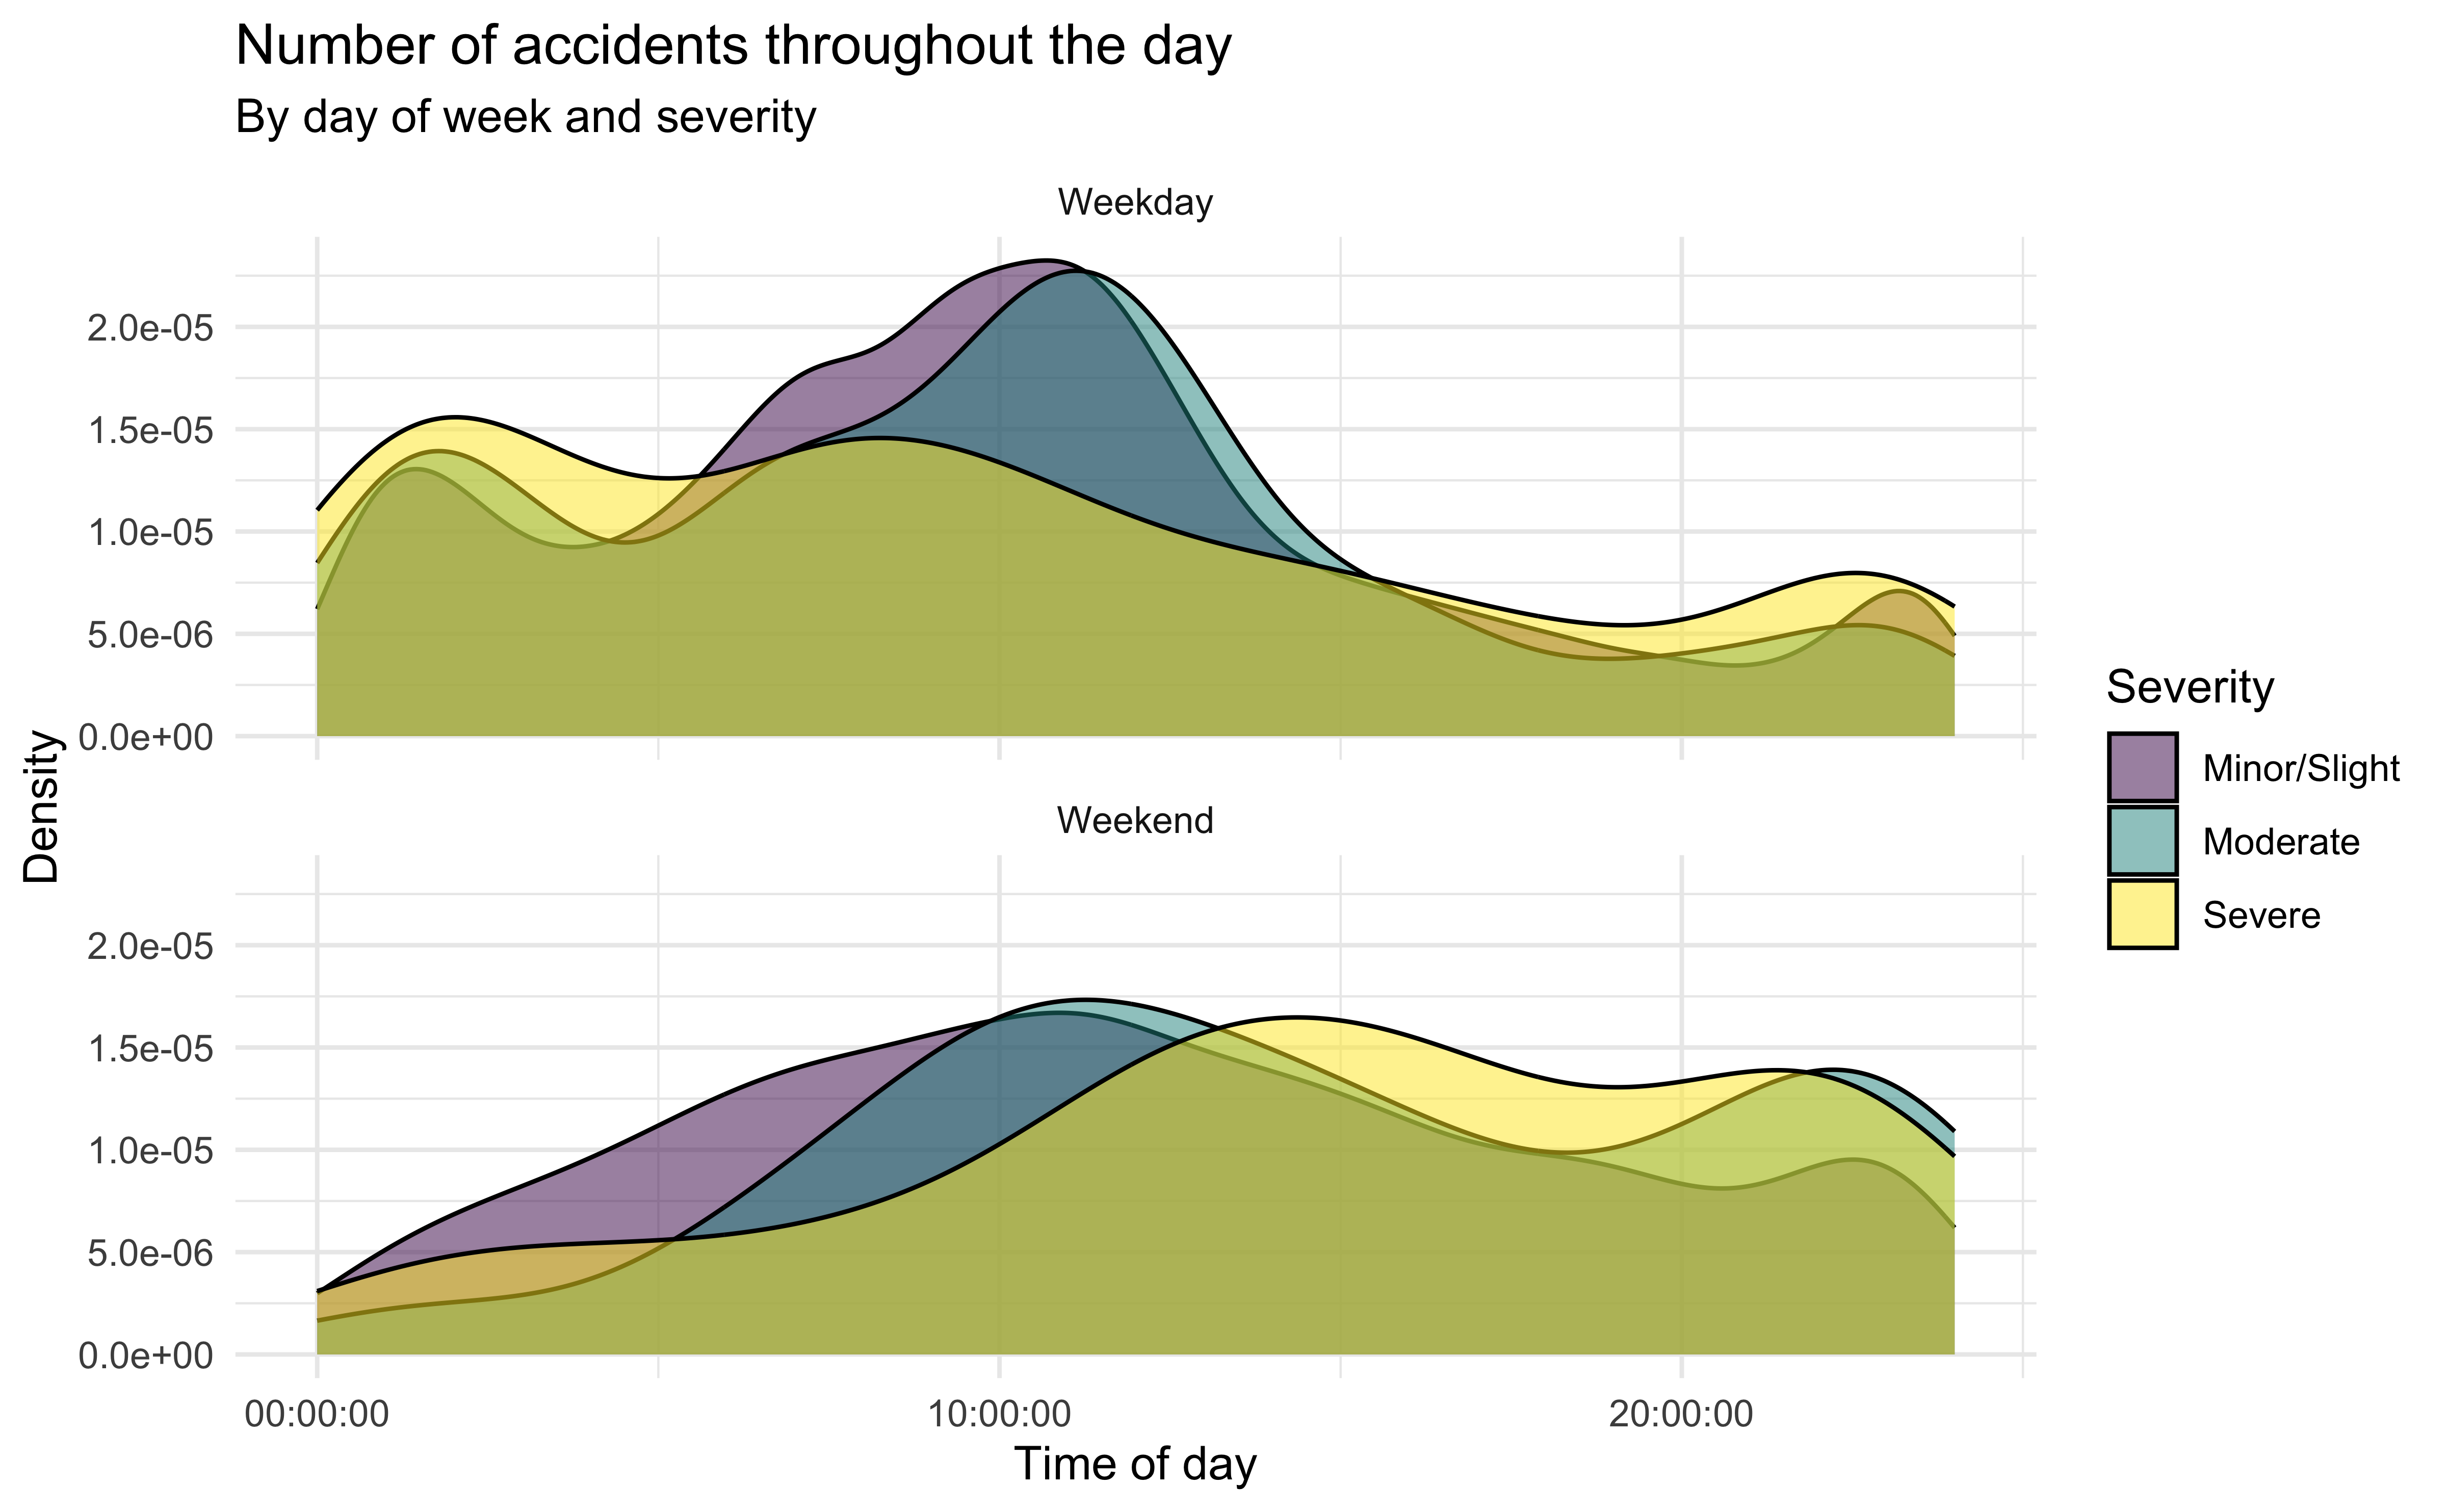 Number of accidents throughout the day
By day of week and severity
Weekday
2.0e-05
1.5e-05
1.0e-05
5.0e-06
0.0e+00
Weekend
2.0e-05
1.5e-05
1.0e-05
5.0e-06
0.0e+00
00:00:00 10:00:00 20:00:00
Time of day
Density
Severity
Minor/Slight
Moderate
Severe